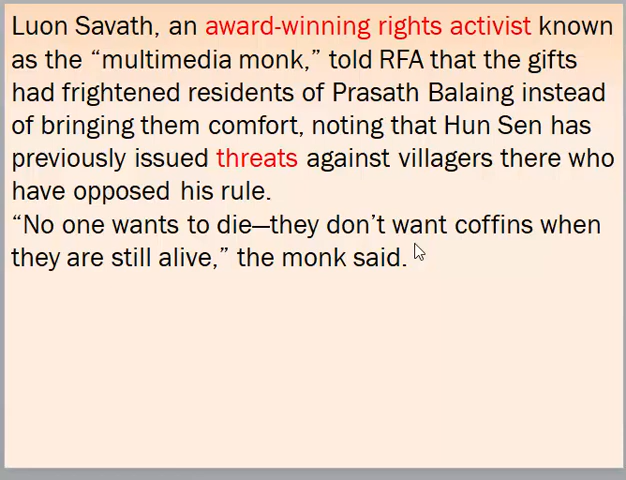 Luon Savath, an award-winning rights activist known
as the “multimedia monk,” told RFA that the gifts
had frightened residents of Prasath Balaing instead
of bringing them comfort, noting that Hun Sen has
previously issued threats against villagers there who
have opposed his rule.
“No one wants to die—they don’t want coffins when
they are still alive,” the monk said.